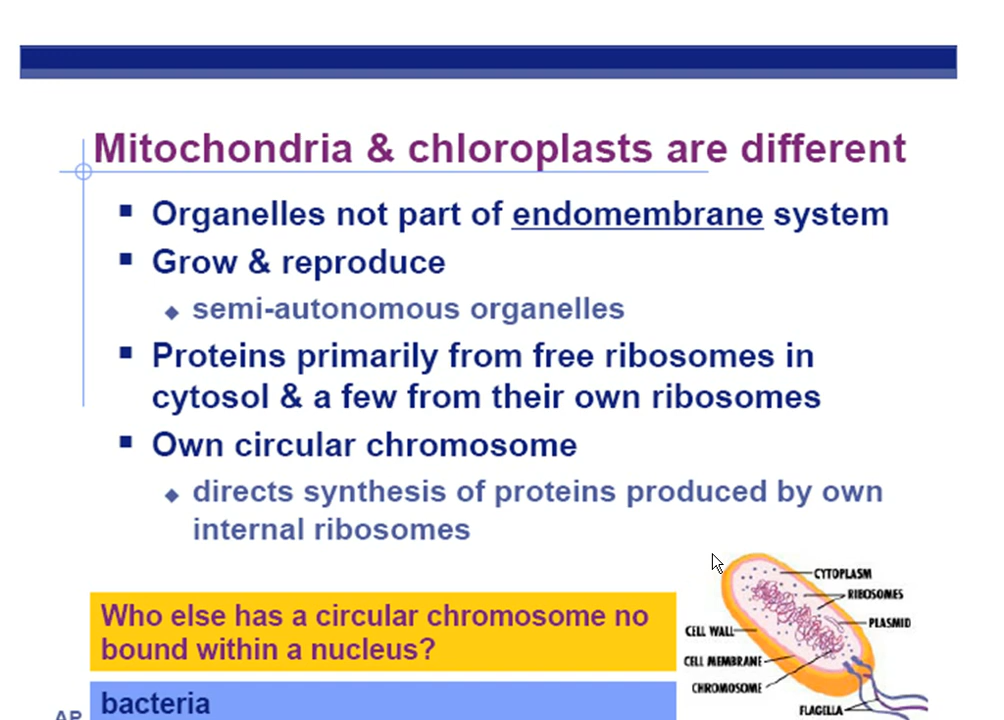 Mitochondria & chloroplasts are different
Organelles not part of endomembrane system
Grow & reproduce
semi-autonomous organelles
Proteins primarily from free ribosomes in
cytosol & a few from their own ribosomes
Own circular chromosome
directs synthesis of proteins produced by own
internal ribosomes
Who else has a circular chromosome no
bound within a nucleus?
bacteria
CYTOPLASM
RIBOSOMES
PLASMID
CELL WALL
CELL MEMBRANE
CHROMOSOME
FLAGELLA
AP